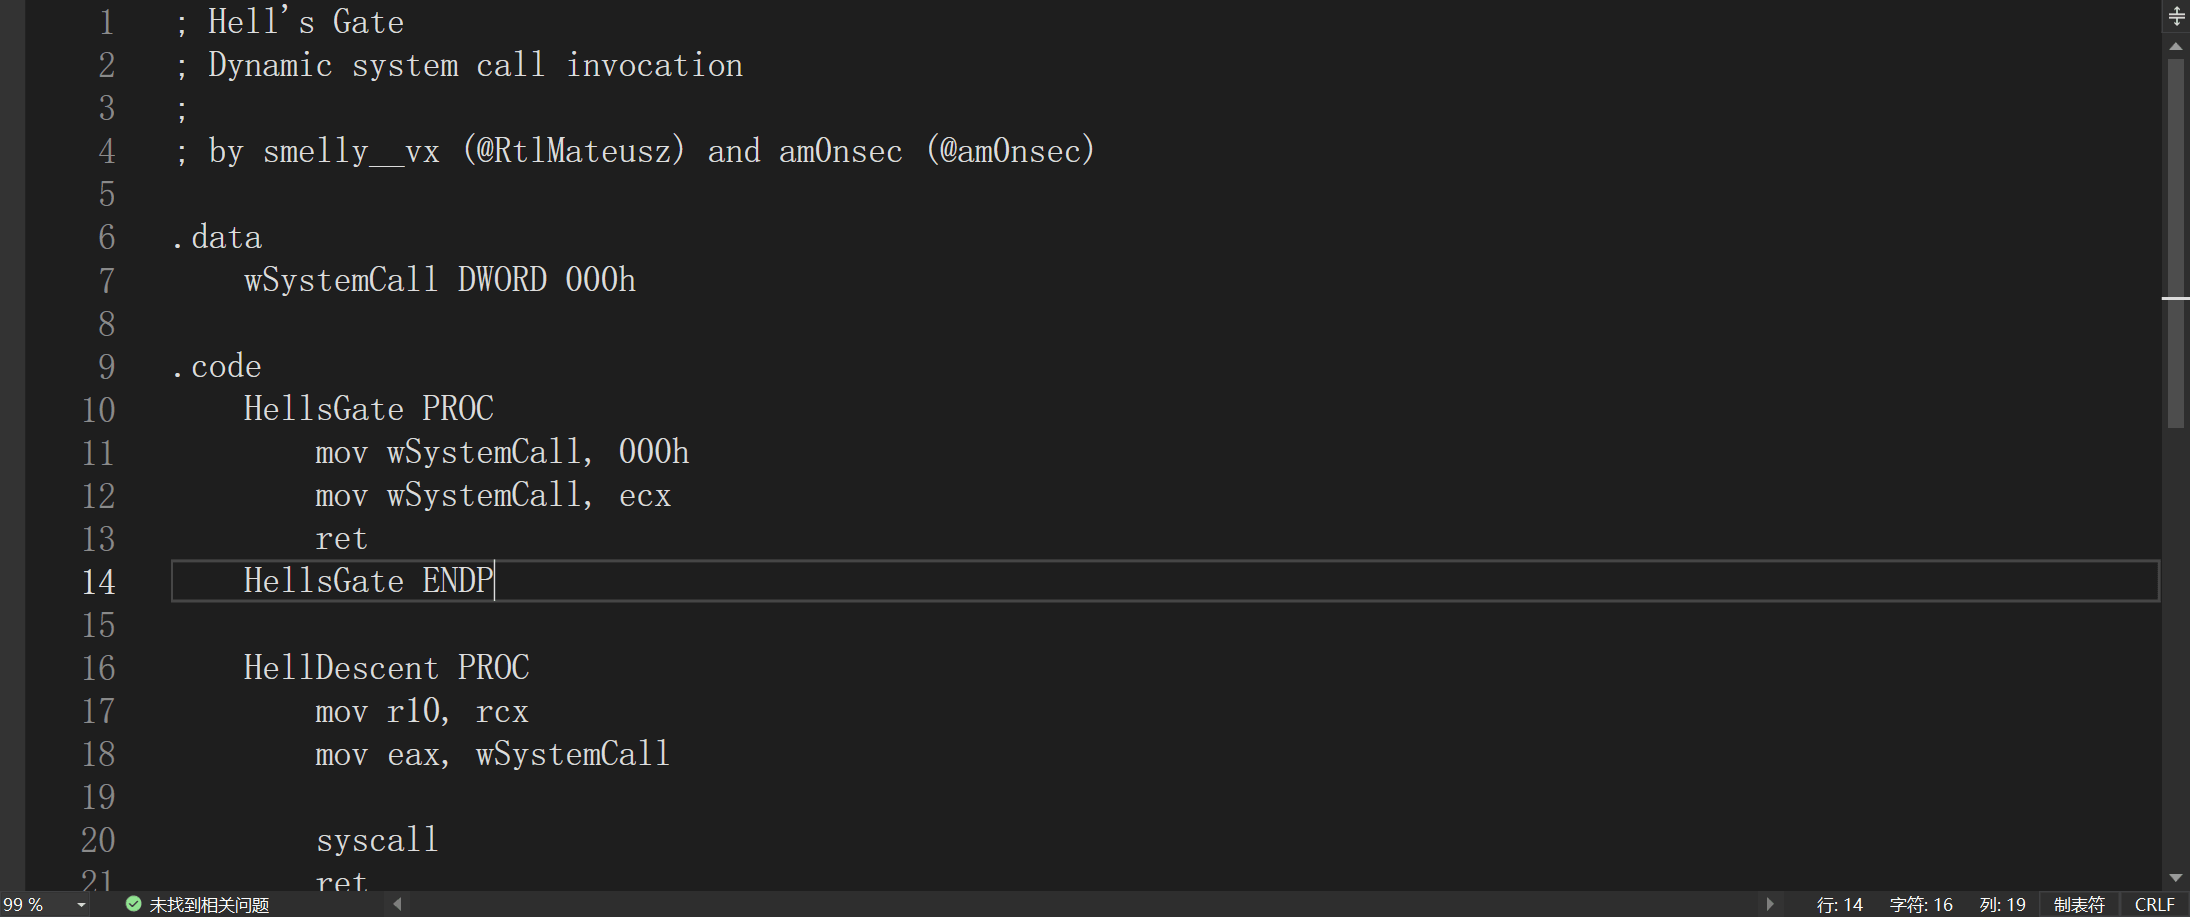 1 ; Hell's Gate
2 ; Dynamic system call invocation
3 ;
4 ; by smelly__vx (@RtlMateusz) and am0nsec (@am0nsec)
5
6 .data
7 wSystemCall DWORD 000h
8
9 .code
10 HellsGate PROC
11 mov wSystemCall, 000h
12 mov wSystemCall, ecx
13 ret
14 HellsGate ENDP
15
16 HellDescent PROC
17 mov r10, rcx
18 mov eax, wSystemCall
19
20 syscall
21 ret
99 % 未找到相关问题 行: 14 字符: 16 列: 19 制表符 CRLF